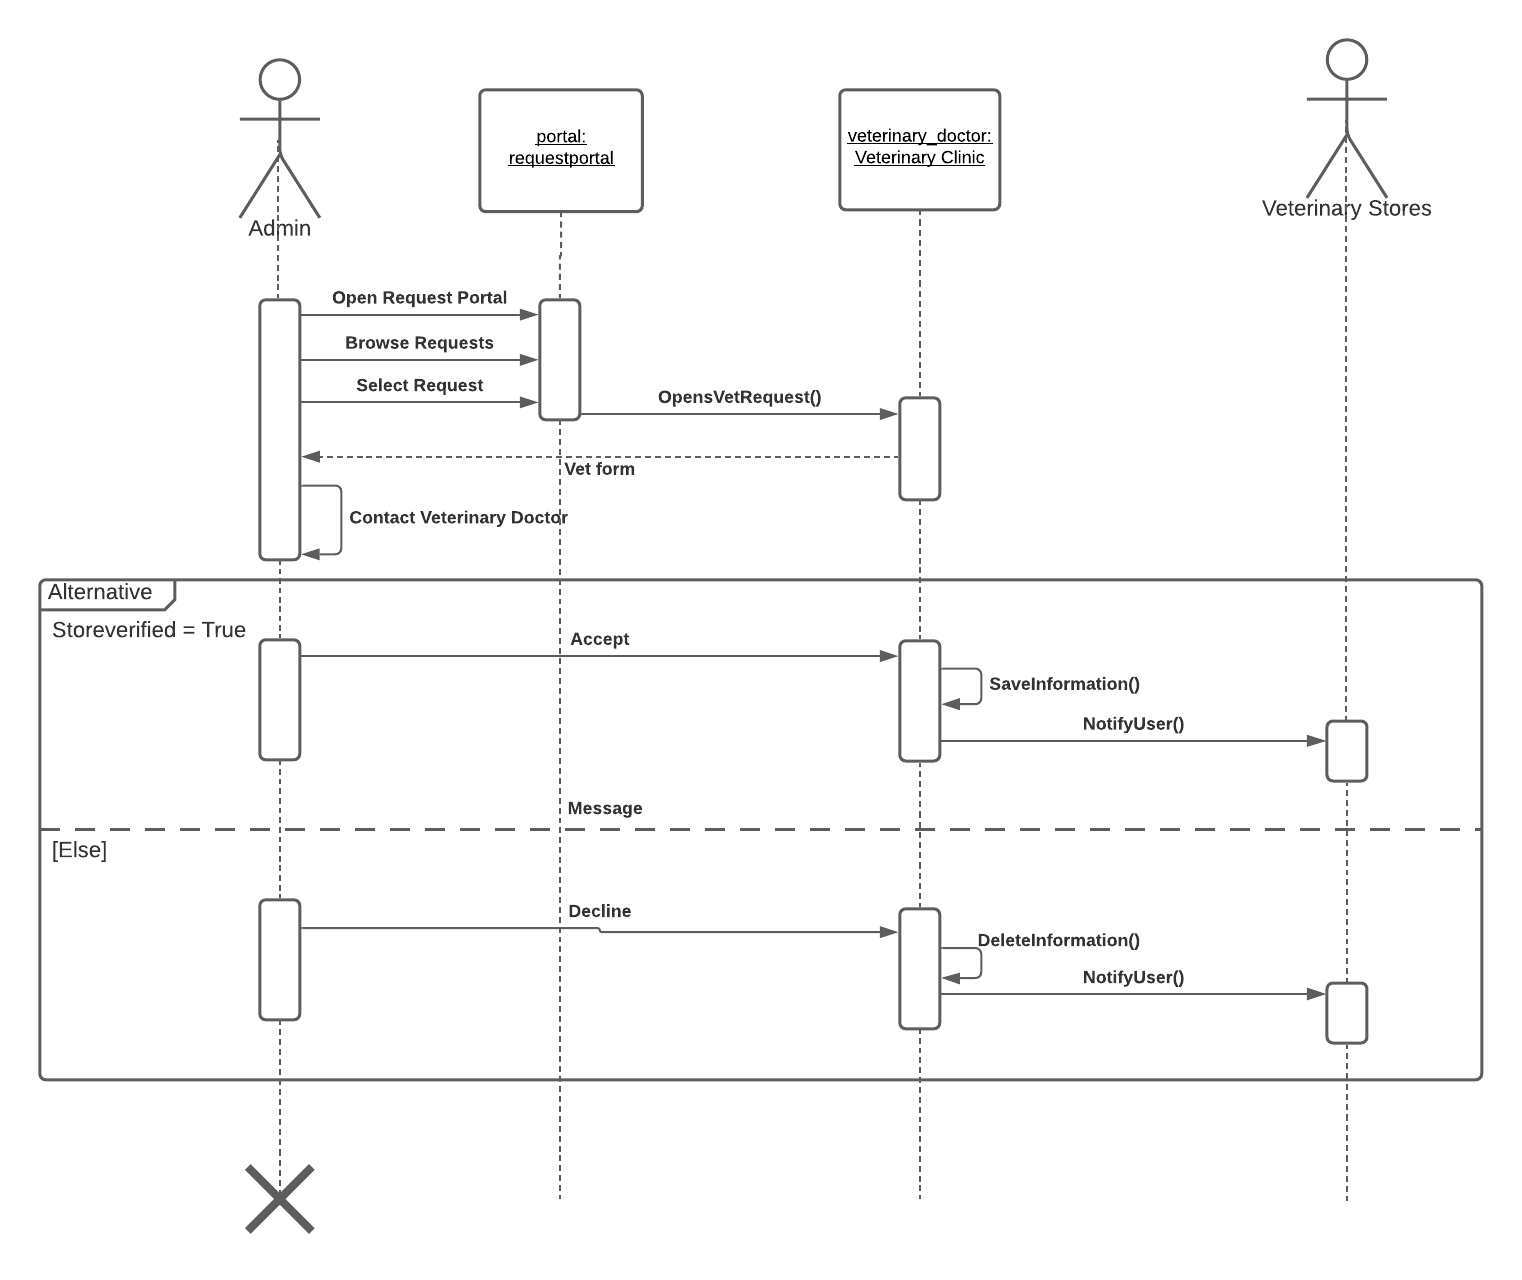 portal:
requestportal
veterinary_doctor:
Veterinary Clinic
Admin
Veterinary Stores
Open Request Portal
Browse Requests
Select Request
OpensVetRequest()
Vet form
Contact Veterinary Doctor
Alternative
Storeverified = True
Accept
SaveInformation()
NotifyUser()
Message
[Else]
Decline
DeleteInformation()
NotifyUser()